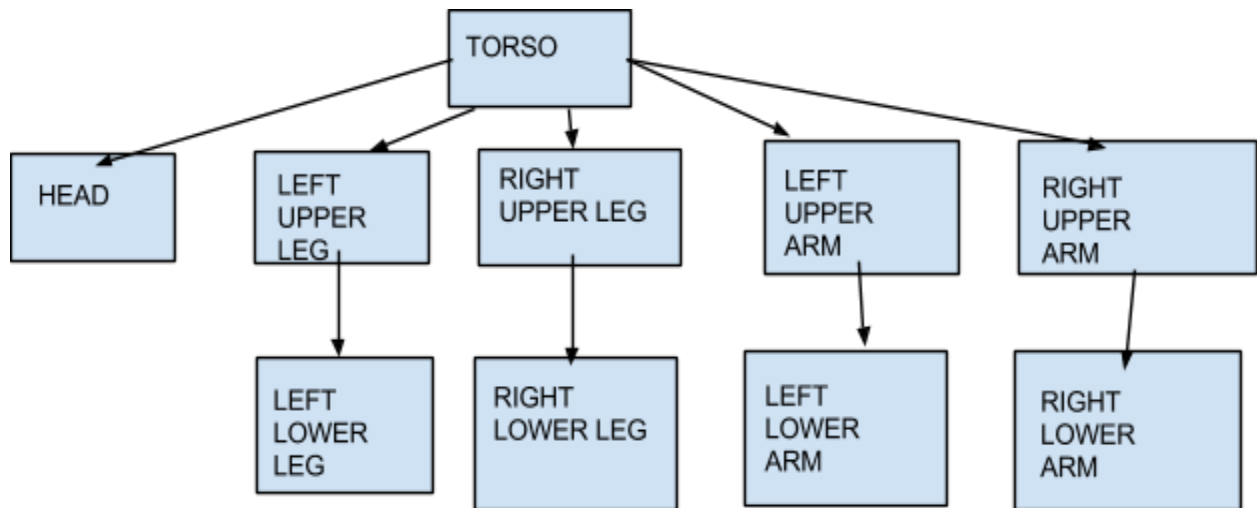 TORSO
HEAD
LEFT
UPPER
LEG
RIGHT
UPPER LEG
LEFT
UPPER
ARM
RIGHT
UPPER
ARM
LEFT
LOWER
LEG
RIGHT
LOWER LEG
LEFT
LOWER
ARM
RIGHT
LOWER
ARM